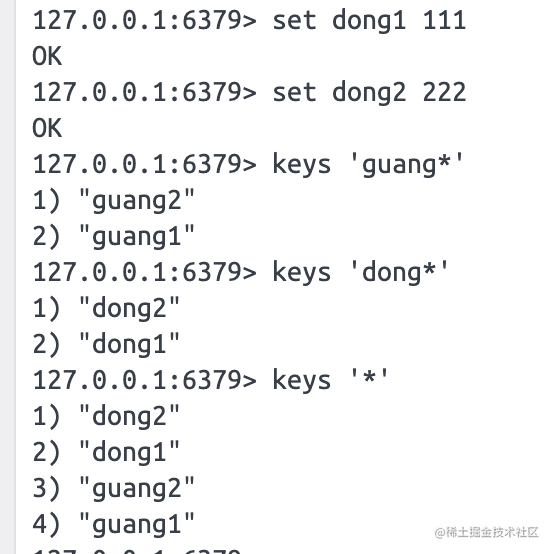 127.0.0.1:6379> set dong1 111
OK
127.0.0.1:6379> set dong2 222
OK
127.0.0.1:6379> keys 'guang*'
1) "guang2"
2) "guang1"
127.0.0.1:6379> keys 'dong*'
1) "dong2"
2) "dong1"
127.0.0.1:6379> keys '*'
1) "dong2"
2) "dong1"
3) "guang2"
4) "guang1"
@稀土掘金技术社区